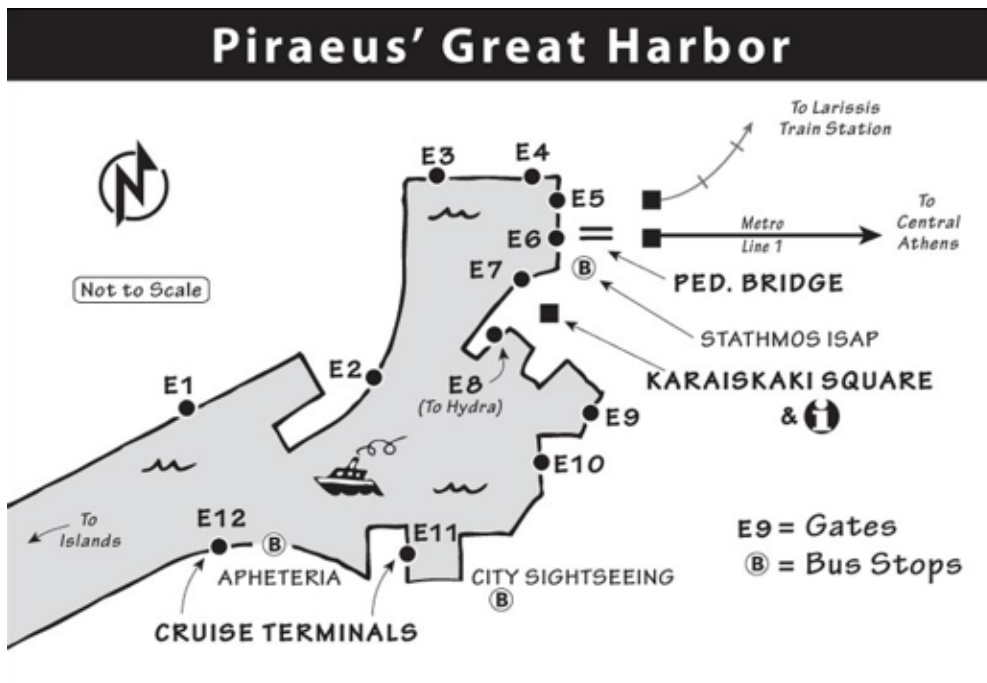 Piraeus' Great Harbor
To Larissis
Train Station
N
E3
E4
E5
To
Central
Athens
Metro
Line 1
E6
E7
B
PED. BRIDGE
Not to Scale
STATHMOS ISAP
KARAISKAKI SQUARE
& i
E2
E8
(To Hydra)
E1
E9
E10
To
Islands
E12
B
APHETERIA
E11
CITY SIGHTSEEING
B
CRUISE TERMINALS
E9 = Gates
B = Bus Stops